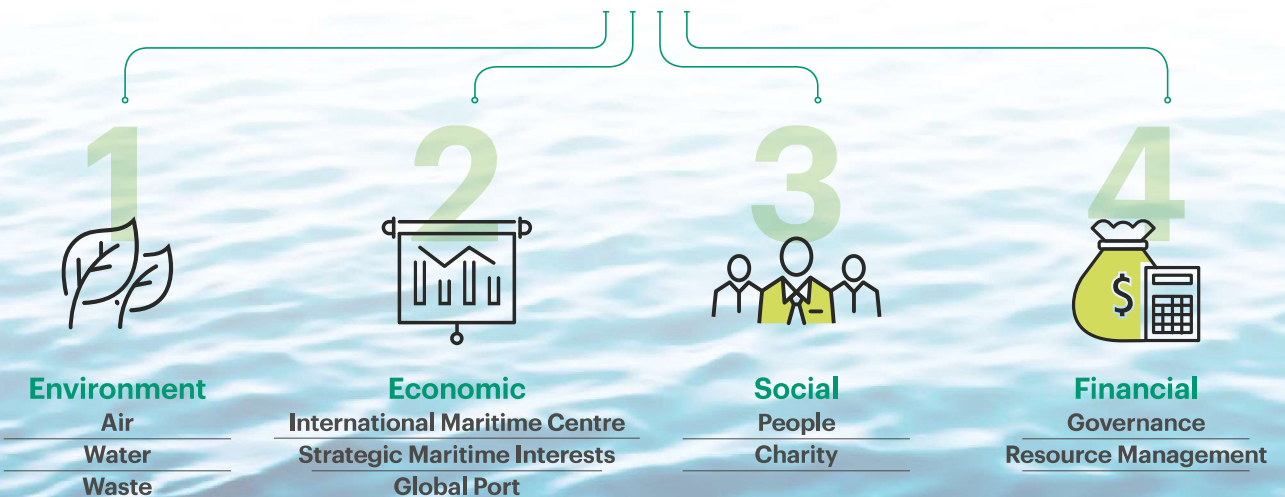 1
2
3
4
$
Environment
Air
Water
Waste
Economic
International Maritime Centre
Strategic Maritime Interests
Global Port
Social
People
Charity
Financial
Governance
Resource Management